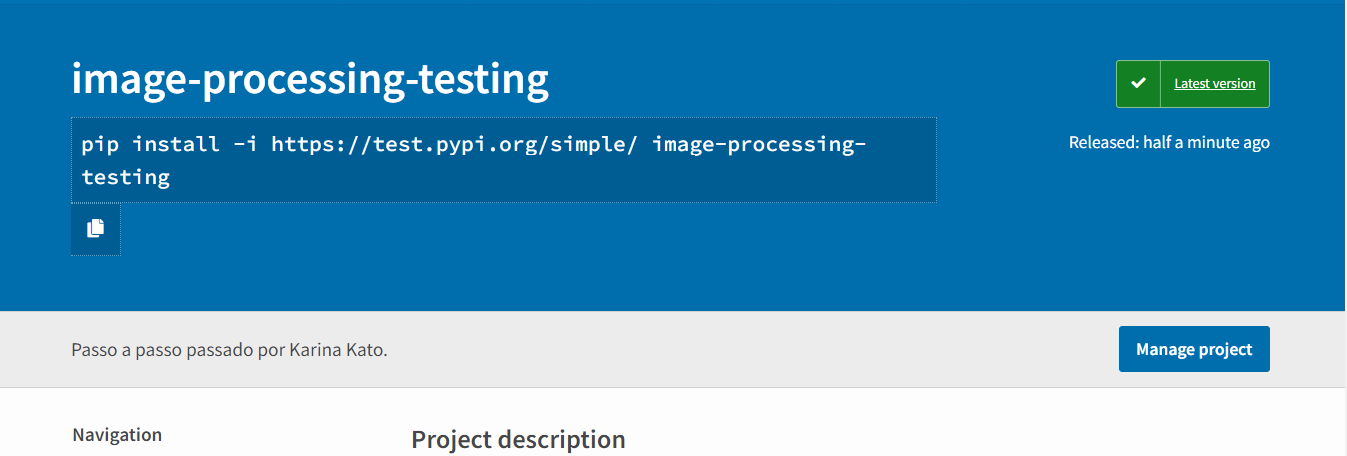 image-processing-testing
Latest version
pip install -i https://test.pypi.org/simple/ image-processing-
testing
Released: half a minute ago
Passo a passo passado por Karina Kato.
Manage project
Navigation
Project description